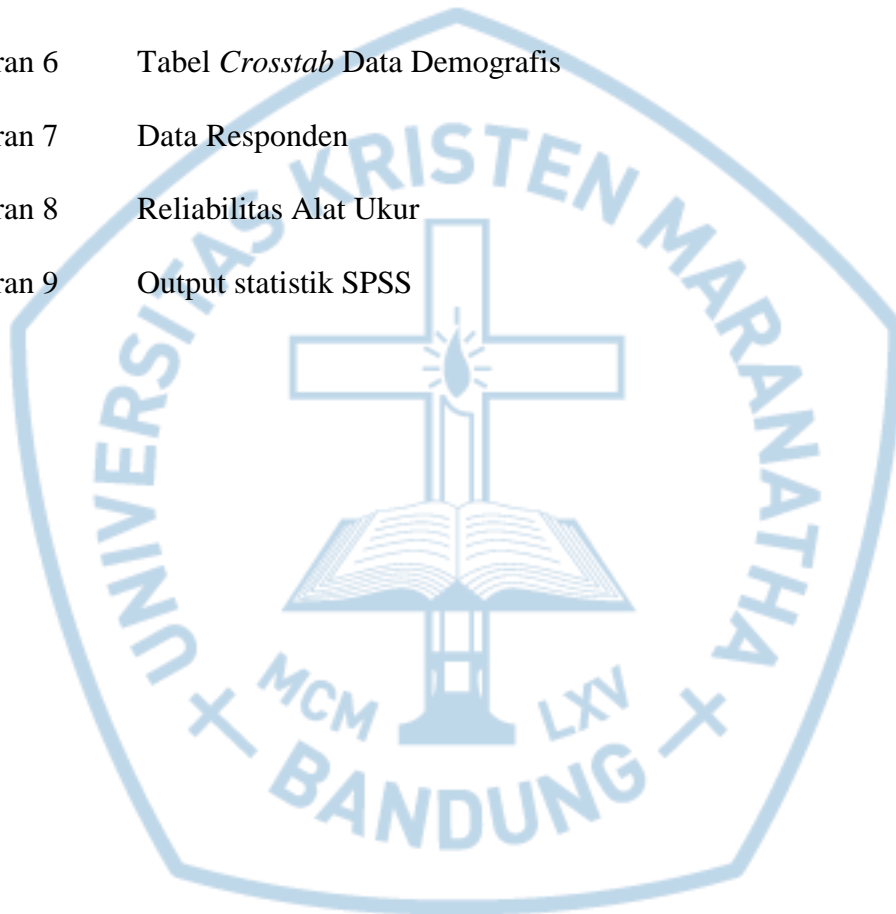 ran 6 Tabel Crosstab Data Demografis
ran 7 Data Responden
ran 8 Reliabilitas Alat Ukur
ran 9 Output statistik SPSS
UNIVERSITAS KRISTEN MARANATHA
MCM LXV
BANDUNG